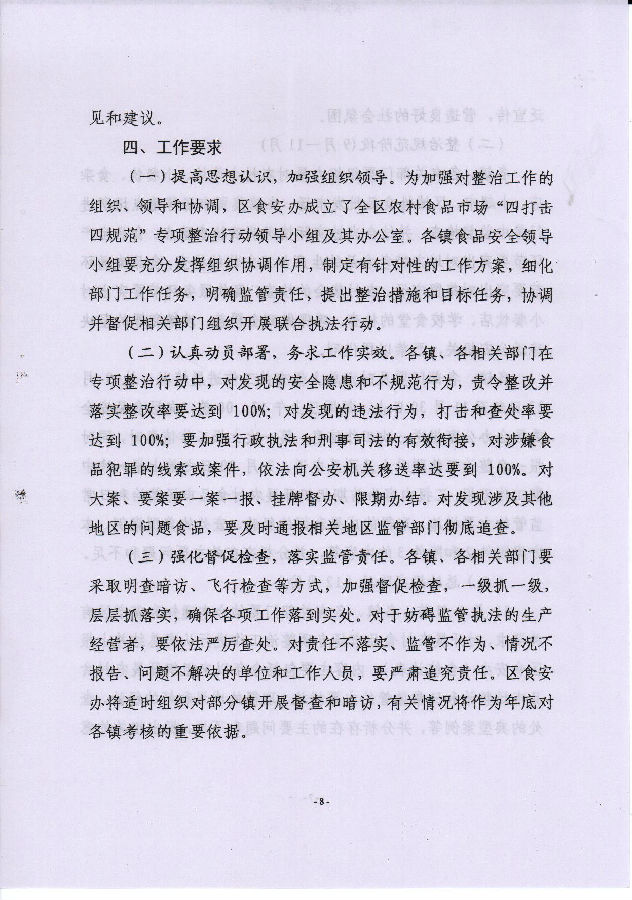 见和建议。
四、工作要求
（一）提高思想认识，加强组织领导。为加强对整治工作的
组织、领导和协调，区食安办成立了全区农村食品市场“四打击
四规范”专项整治行动领导小组及其办公室。各镇食品安全领导
小组要充分发挥组织协调作用，制定有针对性的工作方案，细化
部门工作任务，明确监管责任，提出整治措施和目标任务，协调
并督促相关部门组织开展联合执法行动。
（二）认真动员部署，务求工作实效。各镇、各相关部门在
专项整治行动中，对发现的安全隐患和不规范行为，责令整改并
落实整改率要达到 100%；对发现的违法行为，打击和查处率要
达到 100%；要加强行政执法和刑事司法的有效衔接，对涉嫌食
品犯罪的线索或案件，依法向公安机关移送率达要到 100%。对
大案、要案要一案一报、挂牌督办、限期办结。对发现涉及其他
地区的问题食品，要及时通报相关地区监管部门彻底追查。
（三）强化督促检查，落实监管责任。各镇、各相关部门要
采取明查暗访、飞行检查等方式，加强督促检查，一级抓一级，
层层抓落实，确保各项工作落到实处。对于妨碍监管执法的生产
经营者，要依法严厉查处。对责任不落实、监管不作为、情况不
报告、问题不解决的单位和工作人员，要严肃追究责任。区食安
办将适时组织对部分镇开展督查和暗访，有关情况将作为年底对
各镇考核的重要依据。
-8-